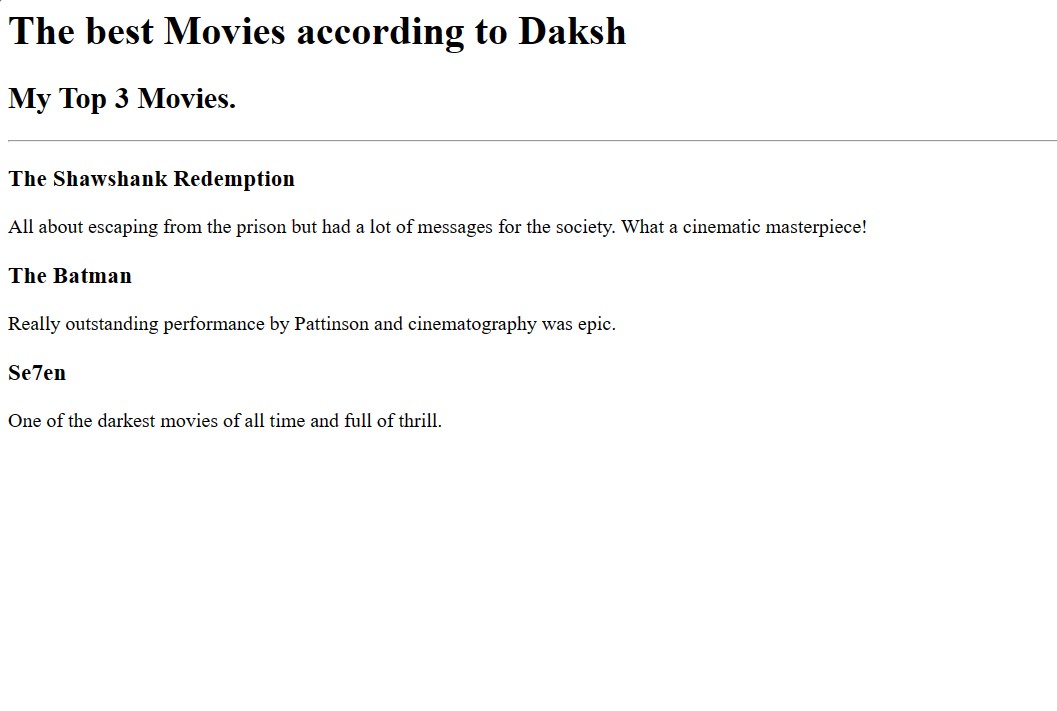 The best Movies according to Daksh
My Top 3 Movies.
The Shawshank Redemption
All about escaping from the prison but had a lot of messages for the society. What a cinematic masterpiece!
The Batman
Really outstanding performance by Pattinson and cinematography was epic.
Se7en
One of the darkest movies of all time and full of thrill.